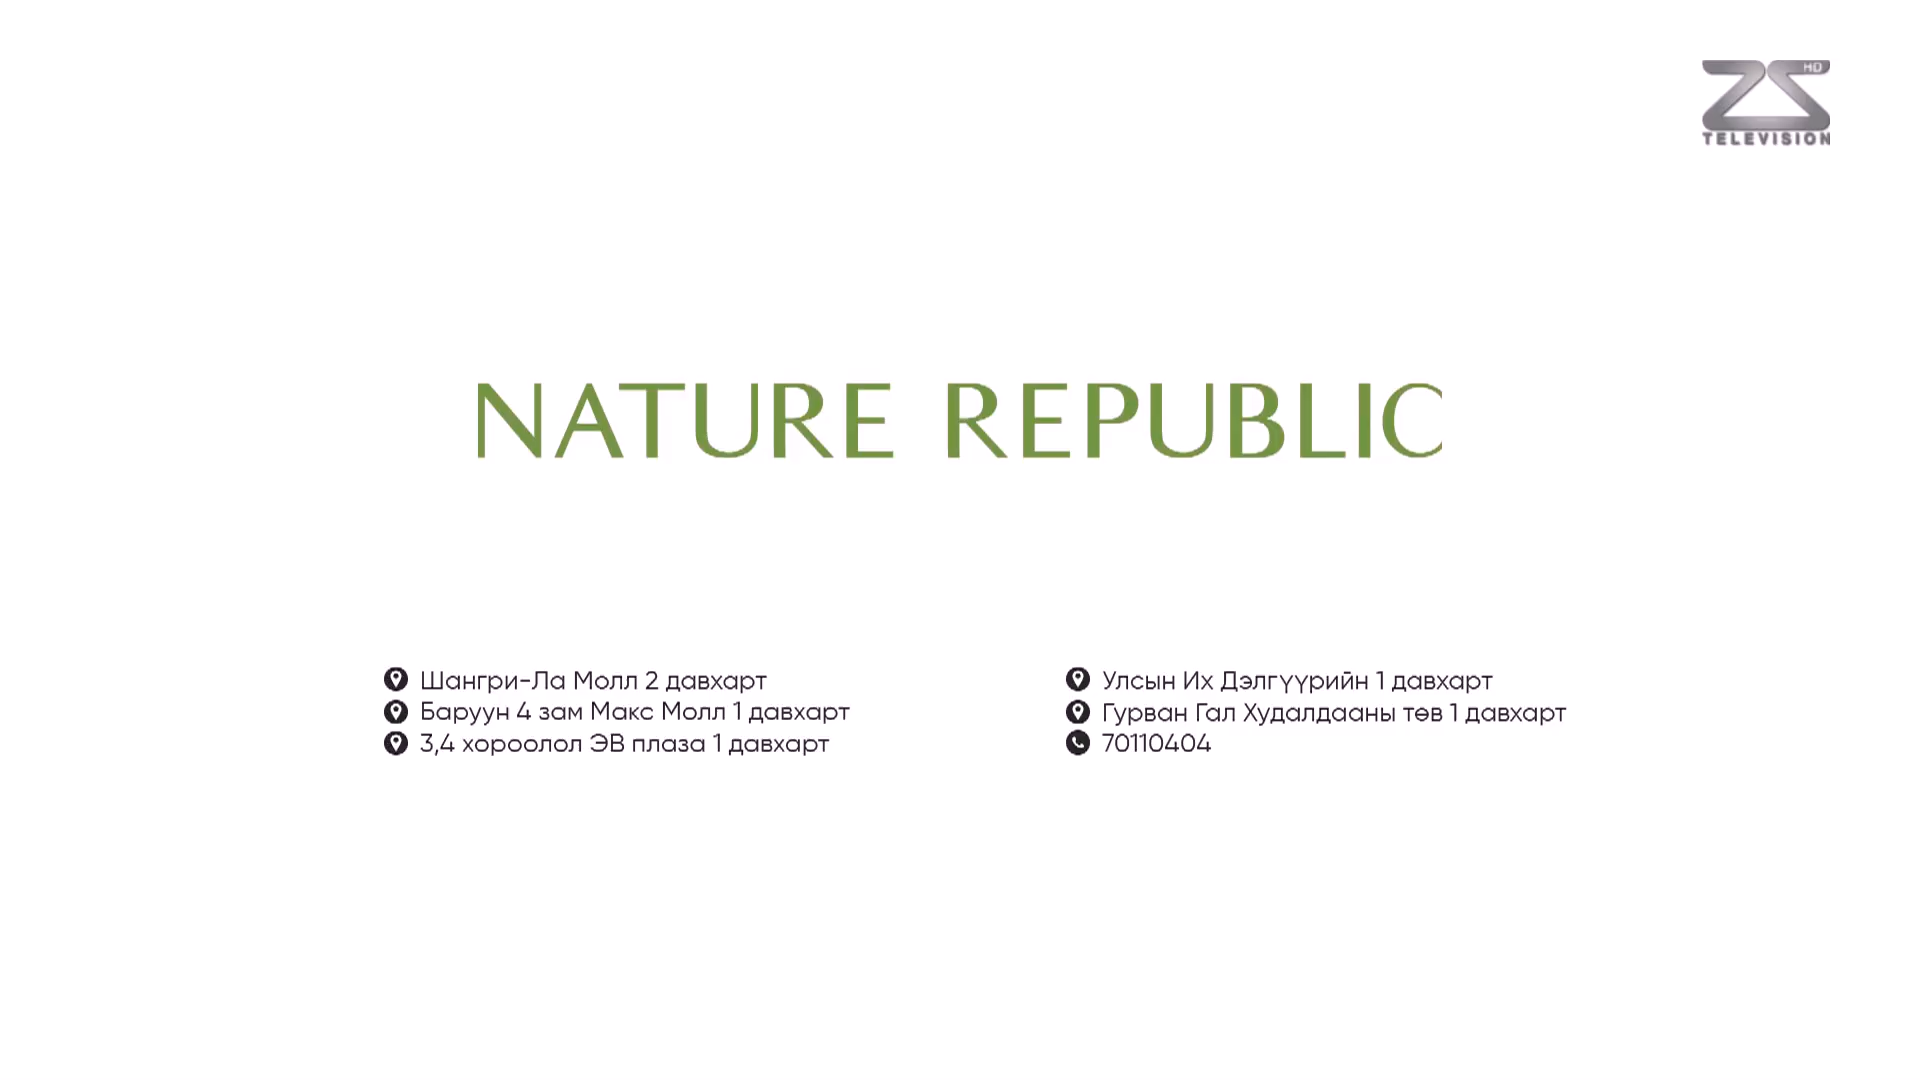 HD
TELEVISION
NATURE REPUBLIC
Шангри-Ла Молл 2 давхарт
Баруун 4 зам Макс Молл 1 давхарт
3,4 хороолол ЭВ плаза 1 давхарт
Улсын Их Дэлгүүрийн 1 давхарт
Гурван Гал Худалдааны төв 1 давхарт
70110404